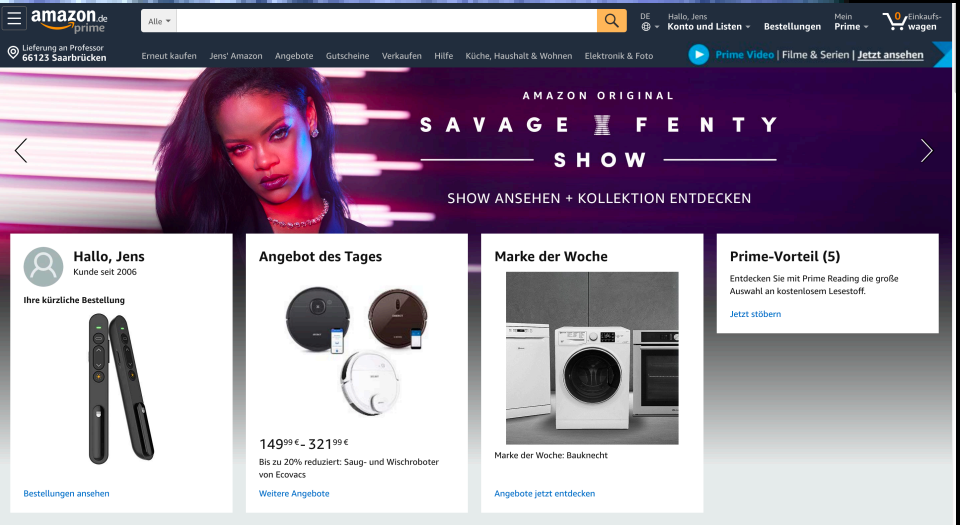 amazon.de
prime
Alle
DE
Hallo, Jens
Konto und Listen
Bestellungen
Mein
Prime
0
Einkaufs-
wagen
Lieferung an Professor
66123 Saarbrücken
Erneut kaufen Jens' Amazon Angebote Gutscheine Verkaufen Hilfe Küche, Haushalt & Wohnen Elektronik & Foto
Prime Video | Filme & Serien | Jetzt ansehen
AMAZON ORIGINAL
SAVAGE X FENTY
SHOW
SHOW ANSEHEN + KOLLEKTION ENTDECKEN
Hallo, Jens
Kunde seit 2006
Ihre kürzliche Bestellung
Bestellungen ansehen
Angebot des Tages
149⁹⁹ € - 321⁹⁹ €
Bis zu 20% reduziert: Saug- und Wischroboter
von Ecovacs
Weitere Angebote
Marke der Woche
Marke der Woche: Bauknecht
Angebote jetzt entdecken
Prime-Vorteil (5)
Entdecken Sie mit Prime Reading die große
Auswahl an kostenlosem Lesestoff.
Jetzt stöbern